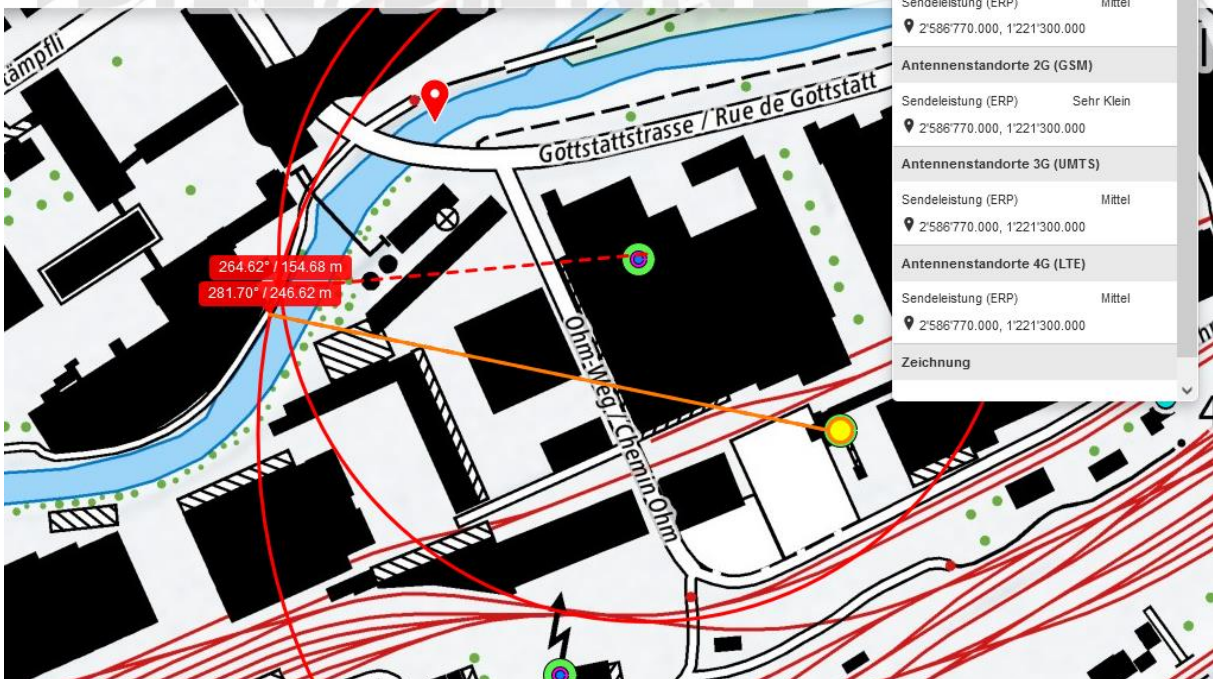 ämpfli
Gottstattstrasse / Rue de Gottstatt
264.62° / 154.68 m
281.70° / 246.62 m
Ohm-Weg / Chemin Ohm
Sendeleistung (ERP) Mittel
2'586'770.000, 1'221'300.000
Antennenstandorte 2G (GSM)
Sendeleistung (ERP) Sehr Klein
2'586'770.000, 1'221'300.000
Antennenstandorte 3G (UMTS)
Sendeleistung (ERP) Mittel
2'586'770.000, 1'221'300.000
Antennenstandorte 4G (LTE)
Sendeleistung (ERP) Mittel
2'586'770.000, 1'221'300.000
Zeichnung